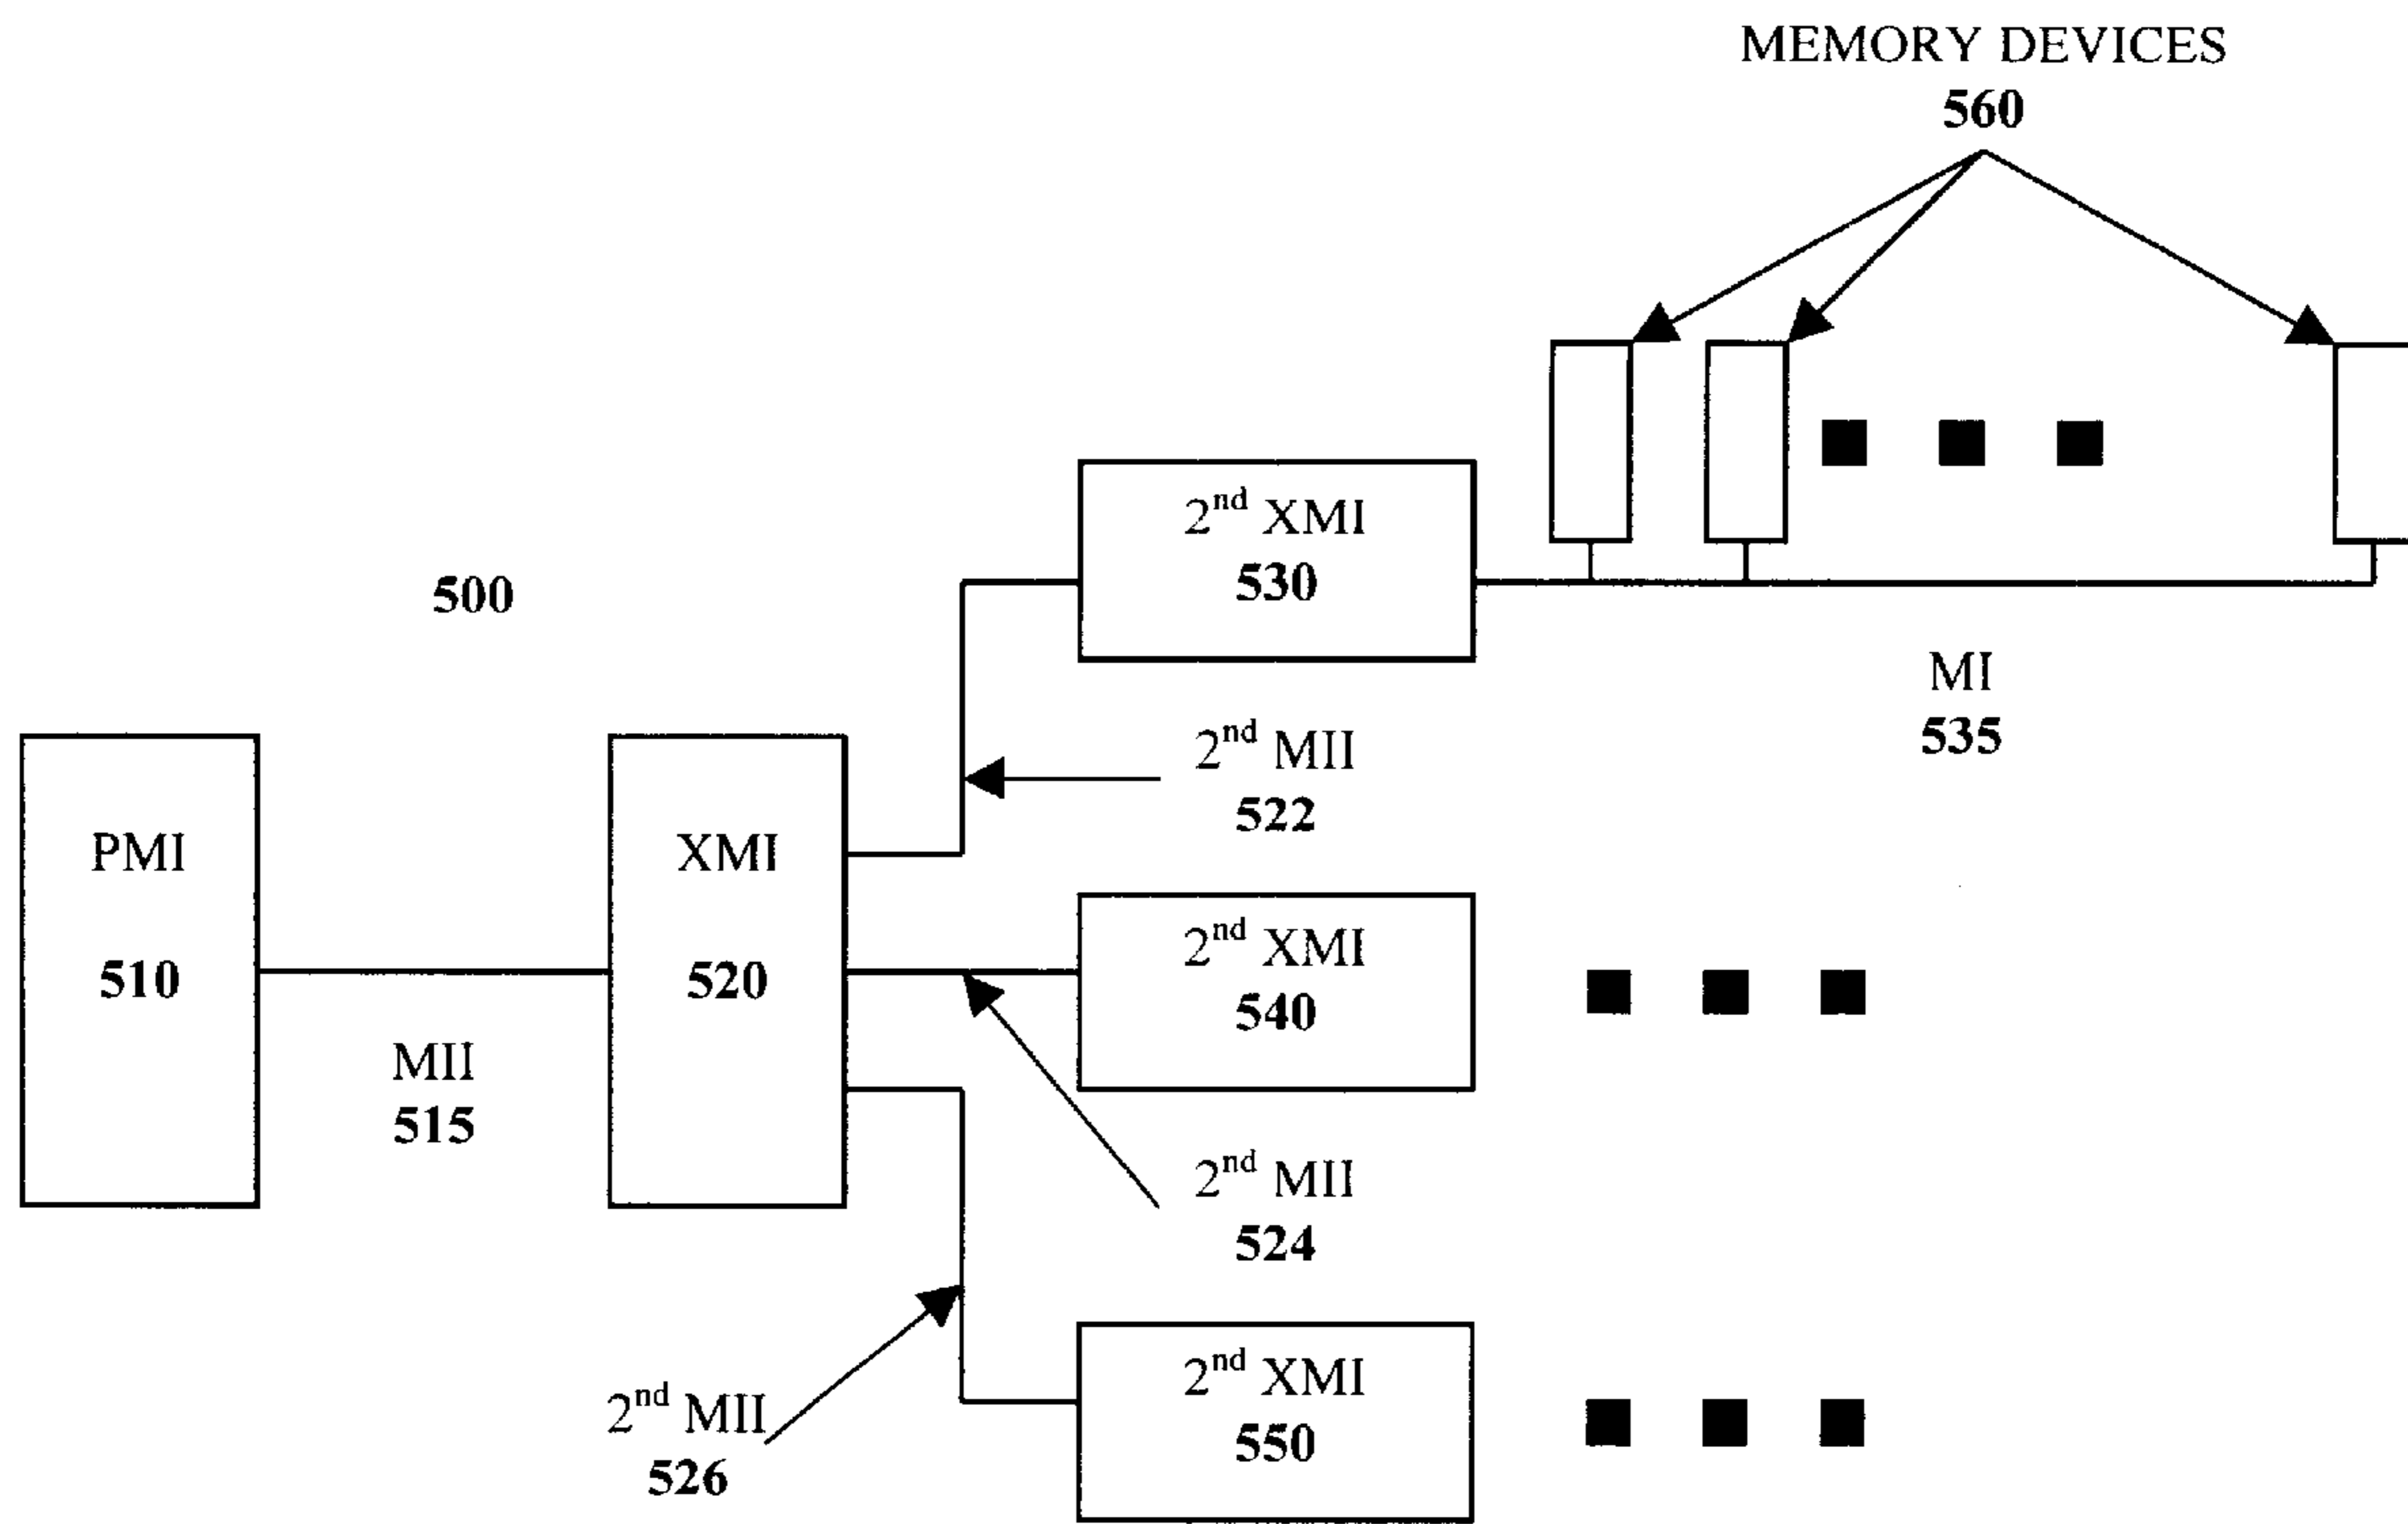 MEMORY DEVICES
560
2nd XMI
530
500
MI
535
2nd MII
522
PMI
510
XMI
520
MII
515
2nd XMI
540
2nd MII
524
2nd XMI
550
2nd MII
526